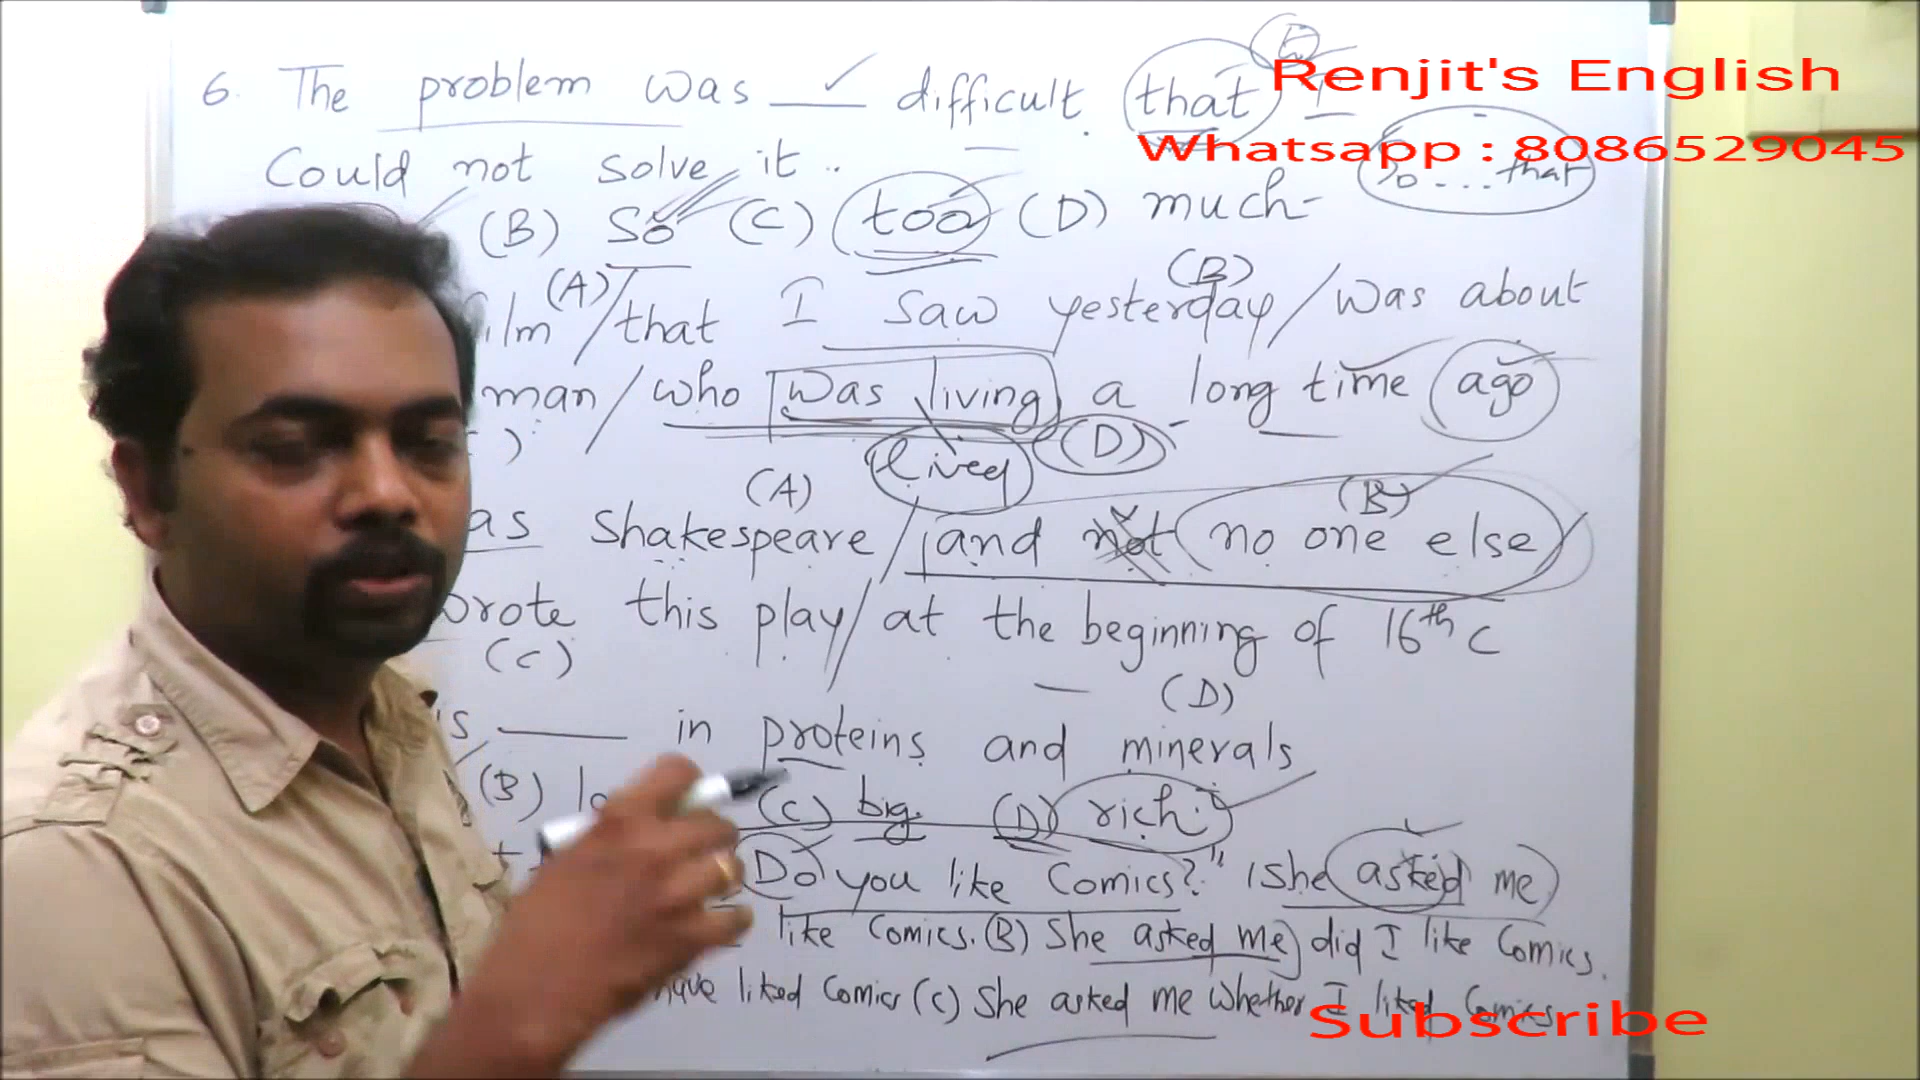 6. The problem was ___ difficult that I
Renjit's English
Could not solve it..
Whatsapp : 8086529045
so ... that
(B) so (C) too (D) much
film / that I saw yesterday / was about
(A) (B)
man / who was living a long time ago
lived (D)
(A) (B)
as Shakespeare / and not no one else
wrote this play / at the beginning of 16th C
(C) (D)
is ___ in proteins and minerals
(B) (C) big (D) rich
Do you like Comics?" she asked me
like Comics. (B) She asked me did I like Comics.
have liked Comics (C) She asked me whether I liked Comics
Subscribe